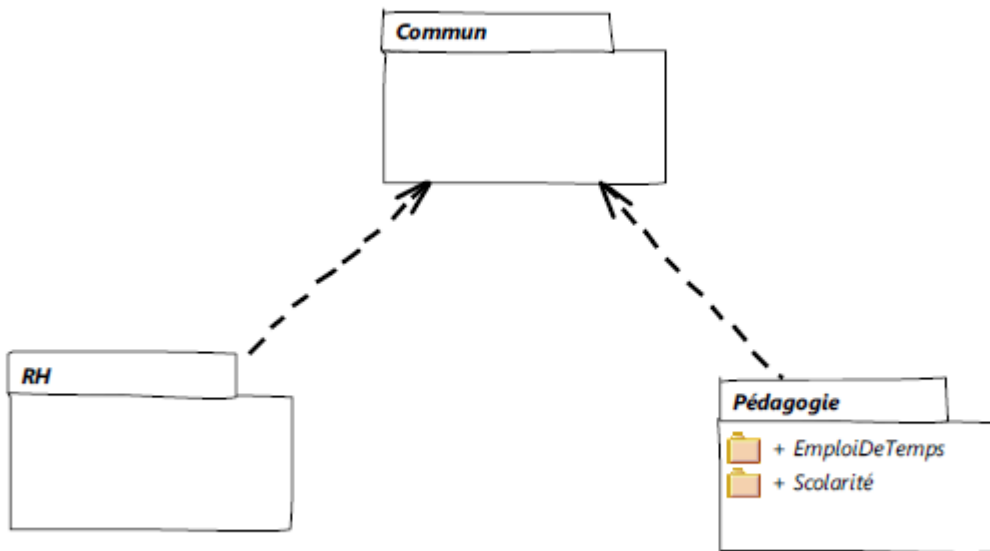 Commun
RH
Pédagogie
+ EmploiDeTemps
+ Scolarité